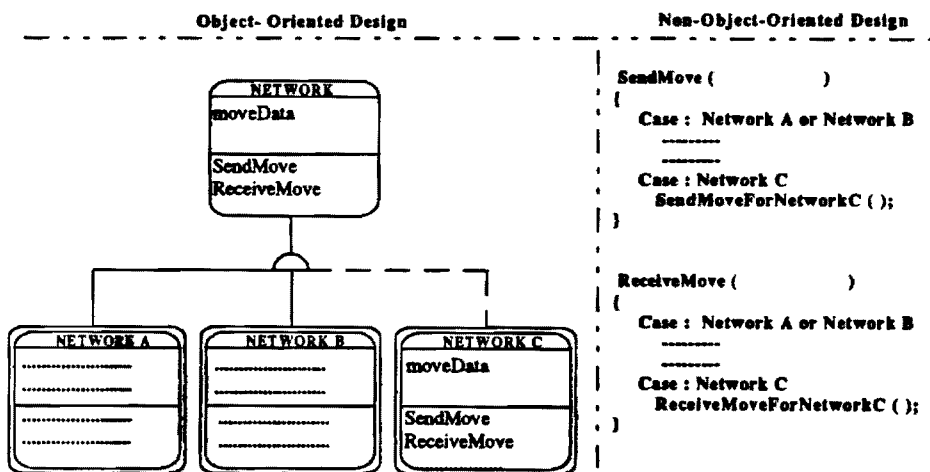 Object- Oriented Design
NETWORK
moveData
SendMove
ReceiveMove
NETWORK A
NETWORK B
NETWORK C
moveData
SendMove
ReceiveMove
Non-Object-Oriented Design
SendMove ( )
{
Case : Network A or Network B
Case : Network C
SendMoveForNetworkC ( );
}
ReceiveMove ( )
{
Case : Network A or Network B
Case : Network C
ReceiveMoveForNetworkC ( );
}